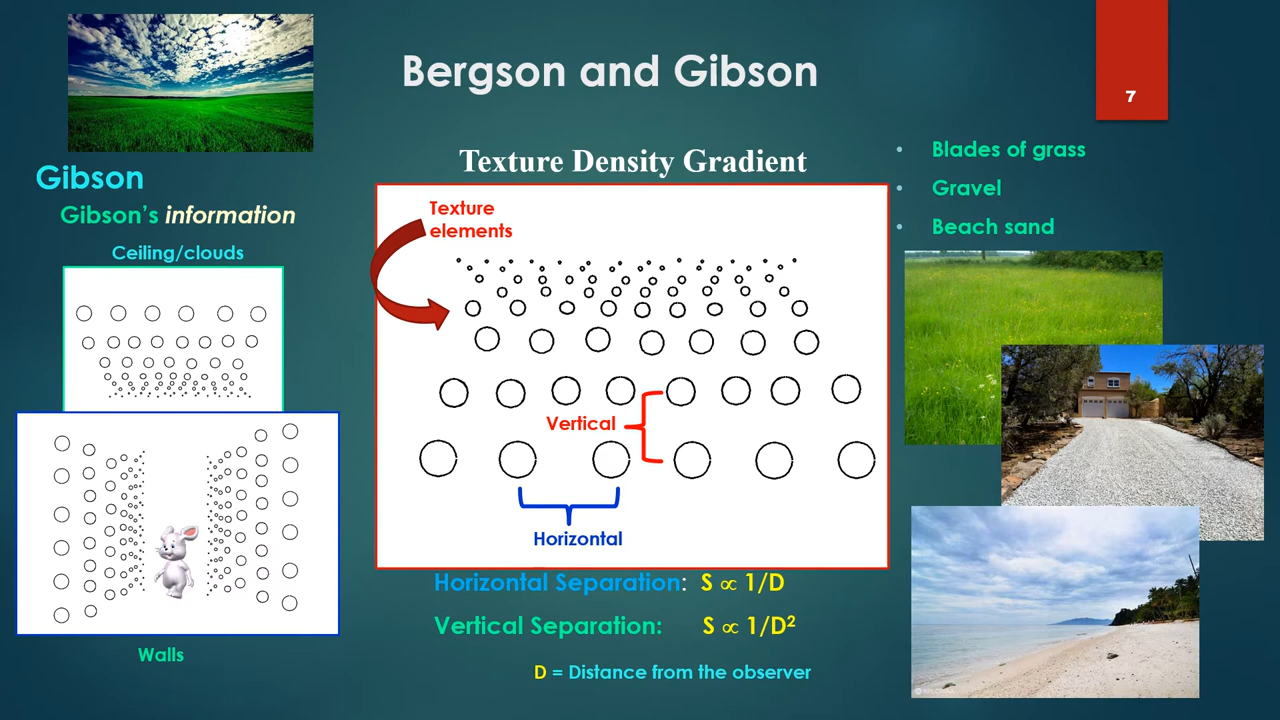 Bergson and Gibson
7
Gibson
Gibson's information
Ceiling/clouds
Walls
Texture Density Gradient
Texture
elements
Vertical
Horizontal
Horizontal Separation: S ∝ 1/D
Vertical Separation: S ∝ 1/D²
D = Distance from the observer
• Blades of grass
• Gravel
• Beach sand